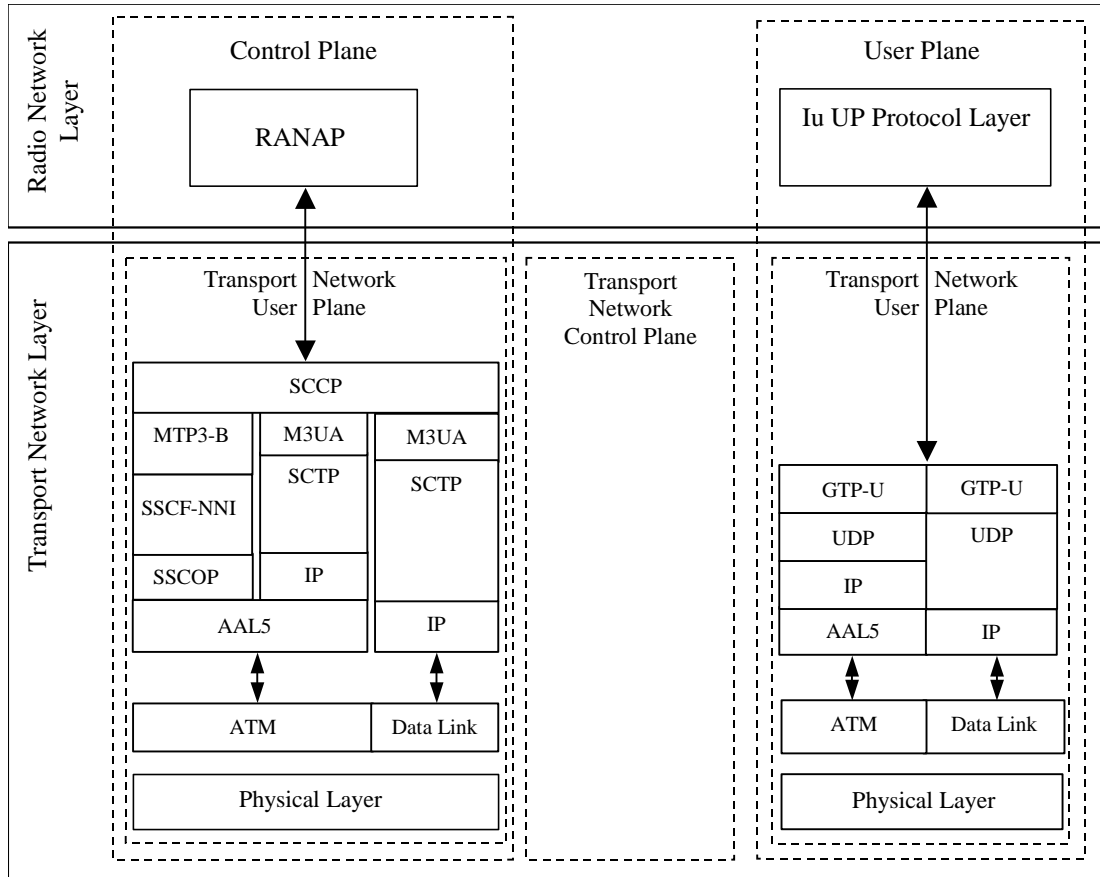 Radio Network
Layer
Control Plane
RANAP
User Plane
Iu UP Protocol Layer
Transport Network Layer
Transport Network
User Plane
SCCP
MTP3-B
SSCF-NNI
SSCOP
M3UA
SCTP
IP
AAL5
M3UA
SCTP
IP
ATM
Data Link
Physical Layer
Transport
Network
Control Plane
Transport Network
User Plane
GTP-U
UDP
IP
AAL5
GTP-U
UDP
IP
ATM
Data Link
Physical Layer